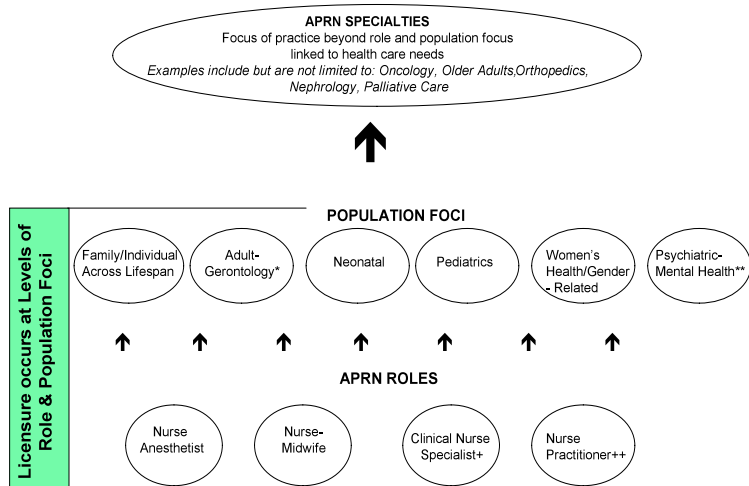 APRN SPECIALTIES
Focus of practice beyond role and population focus
linked to health care needs
Examples include but are not limited to: Oncology, Older Adults,Orthopedics,
Nephrology, Palliative Care
Licensure occurs at Levels of
Role & Population Foci
POPULATION FOCI
Family/Individual
Across Lifespan
Adult-
Gerontology*
Neonatal
Pediatrics
Women's
Health/Gender
- Related
Psychiatric-
Mental Health**
APRN ROLES
Nurse
Anesthetist
Nurse-
Midwife
Clinical Nurse
Specialist+
Nurse
Practitioner++